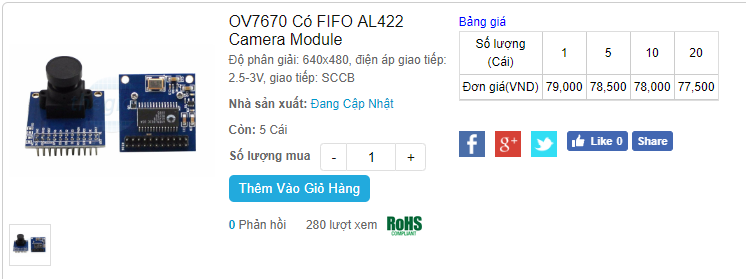 OV7670 Có FIFO AL422
Camera Module
Độ phân giải: 640x480, điện áp giao tiếp:
2.5-3V, giao tiếp: SCCB
Nhà sản xuất: Đang Cập Nhật
Còn: 5 Cái
Số lượng mua - 1 +
Thêm Vào Giỏ Hàng
0 Phản hồi 280 lượt xem RoHS
COMPLIANT
Bảng giá
Số lượng
(Cái) 1 5 10 20
Đơn giá(VND) 79,000 78,500 78,000 77,500
f g+ Like 0 Share